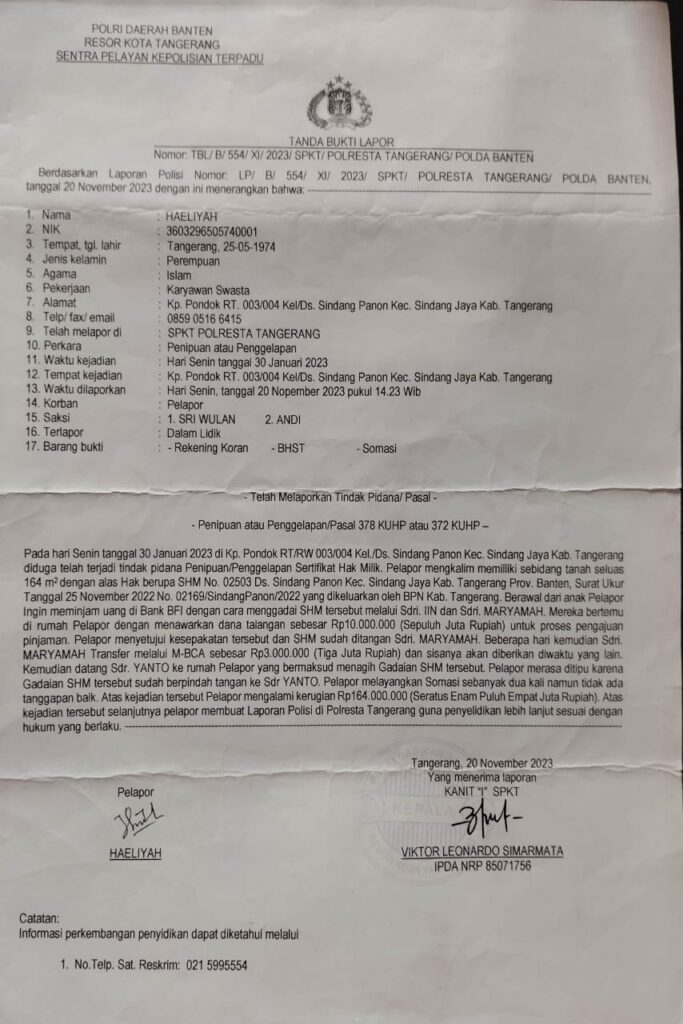 POLRI DAERAH BANTEN
RESOR KOTA TANGERANG
SENTRA PELAYAN KEPOLISIAN TERPADU
TANDA BUKTI LAPOR
Nomor: TBL/ B/ 554/ XI/ 2023/ SPKT/ POLRESTA TANGERANG/ POLDA BANTEN
Berdasarkan Laporan Polisi Nomor: LP/ B/ 554/ XI/ 2023/ SPKT/ POLRESTA TANGERANG/ POLDA BANTEN,
tanggal 20 November 2023 dengan ini menerangkan bahwa:
1. Nama : HAELIYAH
2. NIK : 3603296505740001
3. Tempat, tgl. lahir : Tangerang, 25-05-1974
4. Jenis kelamin : Perempuan
5. Agama : Islam
6. Pekerjaan : Karyawan Swasta
7. Alamat : Kp. Pondok RT. 003/004 Kel/Ds. Sindang Panon Kec. Sindang Jaya Kab. Tangerang
8. Telp/ fax/ email : 0859 0516 6415
9. Telah melapor di : SPKT POLRESTA TANGERANG
10. Perkara : Penipuan atau Penggelapan
11. Waktu kejadian : Hari Senin tanggal 30 Januari 2023
12. Tempat kejadian : Kp. Pondok RT. 003/004 Kel/Ds. Sindang Panon Kec. Sindang Jaya Kab. Tangerang
13. Waktu dilaporkan : Hari Senin, tanggal 20 Nopember 2023 pukul 14.23 Wib
14. Korban : Pelapor
15. Saksi : 1. SRI WULAN 2. ANDI
16. Terlapor : Dalam Lidik
17. Barang bukti : - Rekening Koran - BHST - Somasi
- Telah Melaporkan Tindak Pidana/ Pasal -
- Penipuan atau Penggelapan/Pasal 378 KUHP atau 372 KUHP –
Pada hari Senin tanggal 30 Januari 2023 di Kp. Pondok RT/RW 003/004 Kel./Ds. Sindang Panon Kec. Sindang Jaya Kab. Tangerang
diduga telah terjadi tindak pidana Penipuan/Penggelapan Sertifikat Hak Milik. Pelapor mengkalim memilliki sebidang tanah seluas
164 m² dengan alas Hak berupa SHM No. 02503 Ds. Sindang Panon Kec. Sindang Jaya Kab. Tangerang Prov. Banten, Surat Ukur
Tanggal 25 November 2022 No. 02169/SindangPanon/2022 yang dikeluarkan oleh BPN Kab. Tangerang. Berawal dari anak Pelapor
Ingin meminjam uang di Bank BFI dengan cara menggadai SHM tersebut melalui Sdri. IIN dan Sdri. MARYAMAH. Mereka bertemu
di rumah Pelapor dengan menawarkan dana talangan sebesar Rp10.000.000 (Sepuluh Juta Rupiah) untuk proses pengajuan
pinjaman. Pelapor menyetujui kesepakatan tersebut dan SHM sudah ditangan Sdri. MARYAMAH. Beberapa hari kemudian Sdri.
MARYAMAH Transfer melalui M-BCA sebesar Rp3.000.000 (Tiga Juta Rupiah) dan sisanya akan diberikan diwaktu yang lain.
Kemudian datang Sdr. YANTO ke rumah Pelapor yang bermaksud menagih Gadaian SHM tersebut. Pelapor merasa ditipu karena
Gadaian SHM tersebut sudah berpindah tangan ke Sdr YANTO. Pelapor melayangkan Somasi sebanyak dua kali namun tidak ada
tanggapan baik. Atas kejadian tersebut Pelapor mengalami kerugian Rp164.000.000 (Seratus Enam Puluh Empat Juta Rupiah). Atas
kejadian tersebut selanjutnya pelapor membuat Laporan Polisi di Polresta Tangerang guna penyelidikan lebih lanjut sesuai dengan
hukum yang berlaku.
Tangerang, 20 November 2023
Yang menerima laporan
Pelapor
KANIT "I" SPKT
KEPALA
HAELIYAH
VIKTOR LEONARDO SIMARMATA
IPDA NRP 85071756
Catatan:
Informasi perkembangan penyidikan dapat diketahui melalui
1. No.Telp. Sat. Reskrim: 021 5995554